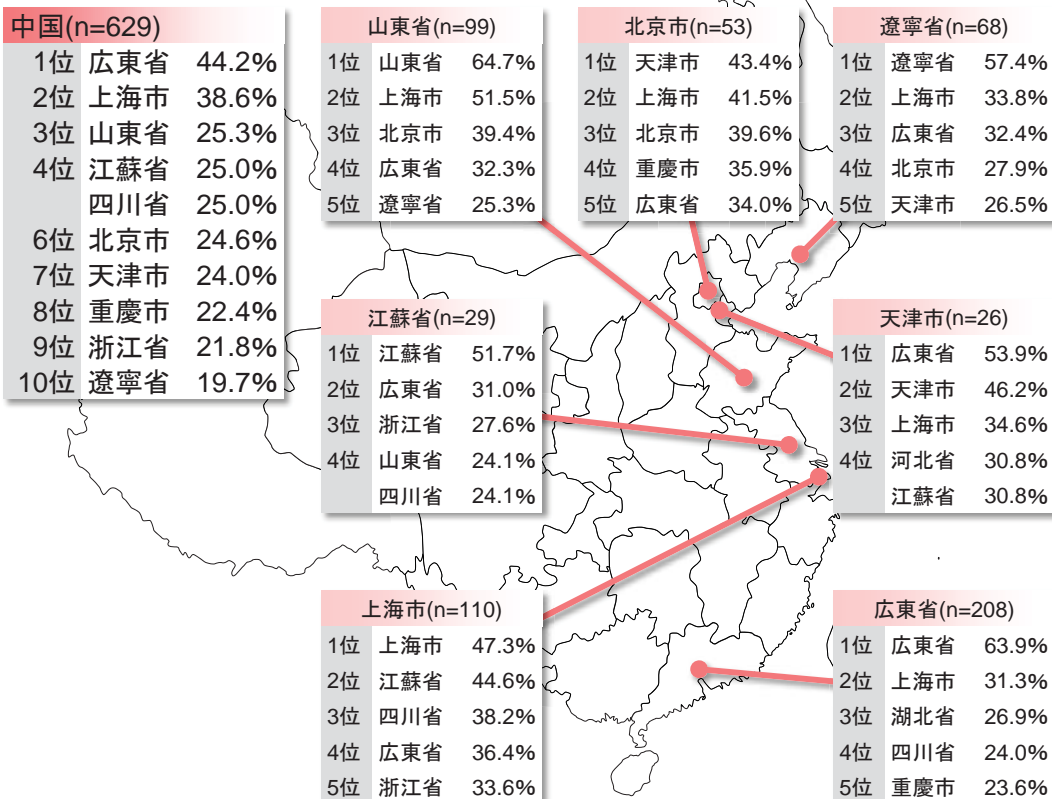 中国(n=629)
1位 広東省 44.2%
2位 上海市 38.6%
3位 山東省 25.3%
4位 江蘇省 25.0%
四川省 25.0%
6位 北京市 24.6%
7位 天津市 24.0%
8位 重慶市 22.4%
9位 浙江省 21.8%
10位 遼寧省 19.7%
山東省(n=99)
1位 山東省 64.7%
2位 上海市 51.5%
3位 北京市 39.4%
4位 広東省 32.3%
5位 遼寧省 25.3%
北京市(n=53)
1位 天津市 43.4%
2位 上海市 41.5%
3位 北京市 39.6%
4位 重慶市 35.9%
5位 広東省 34.0%
遼寧省(n=68)
1位 遼寧省 57.4%
2位 上海市 33.8%
3位 広東省 32.4%
4位 北京市 27.9%
5位 天津市 26.5%
江蘇省(n=29)
1位 江蘇省 51.7%
2位 広東省 31.0%
3位 浙江省 27.6%
4位 山東省 24.1%
四川省 24.1%
天津市(n=26)
1位 広東省 53.9%
2位 天津市 46.2%
3位 上海市 34.6%
4位 河北省 30.8%
江蘇省 30.8%
上海市(n=110)
1位 上海市 47.3%
2位 江蘇省 44.6%
3位 四川省 38.2%
4位 広東省 36.4%
5位 浙江省 33.6%
広東省(n=208)
1位 広東省 63.9%
2位 上海市 31.3%
3位 湖北省 26.9%
4位 四川省 24.0%
5位 重慶市 23.6%